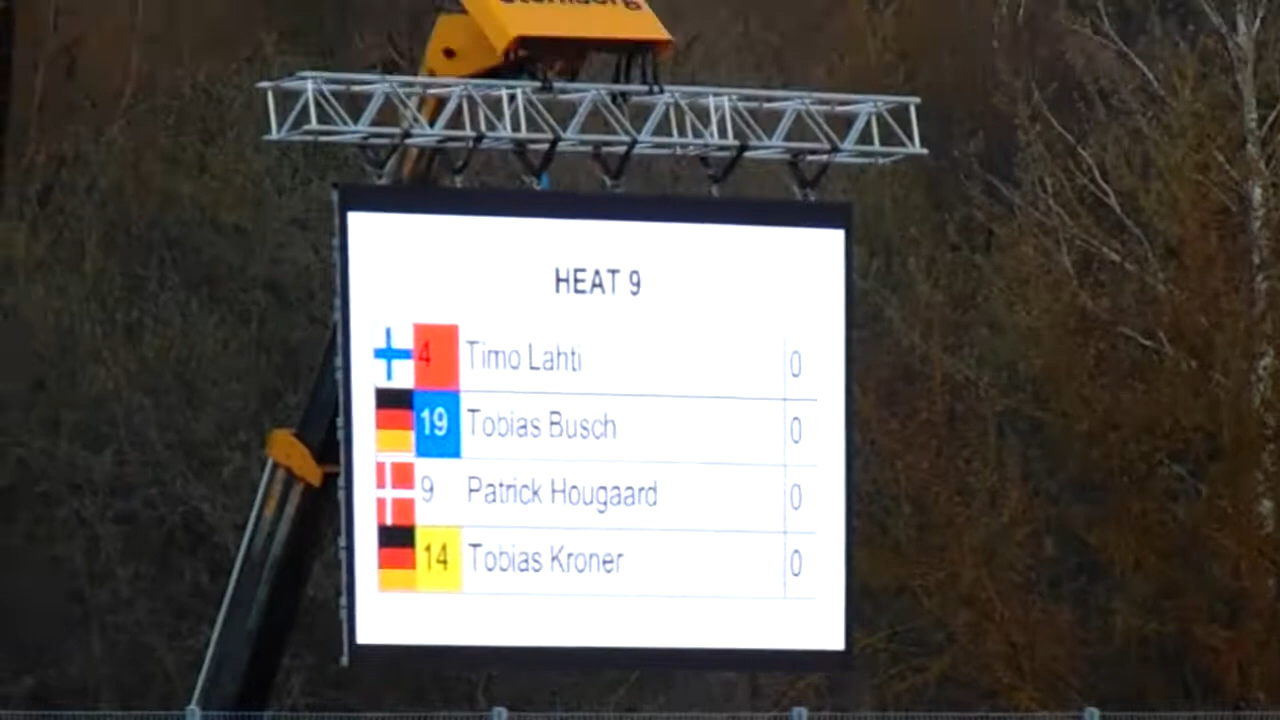 HEAT 9
4 Timo Lahti 0
19 Tobias Busch 0
9 Patrick Hougaard 0
14 Tobias Kroner 0